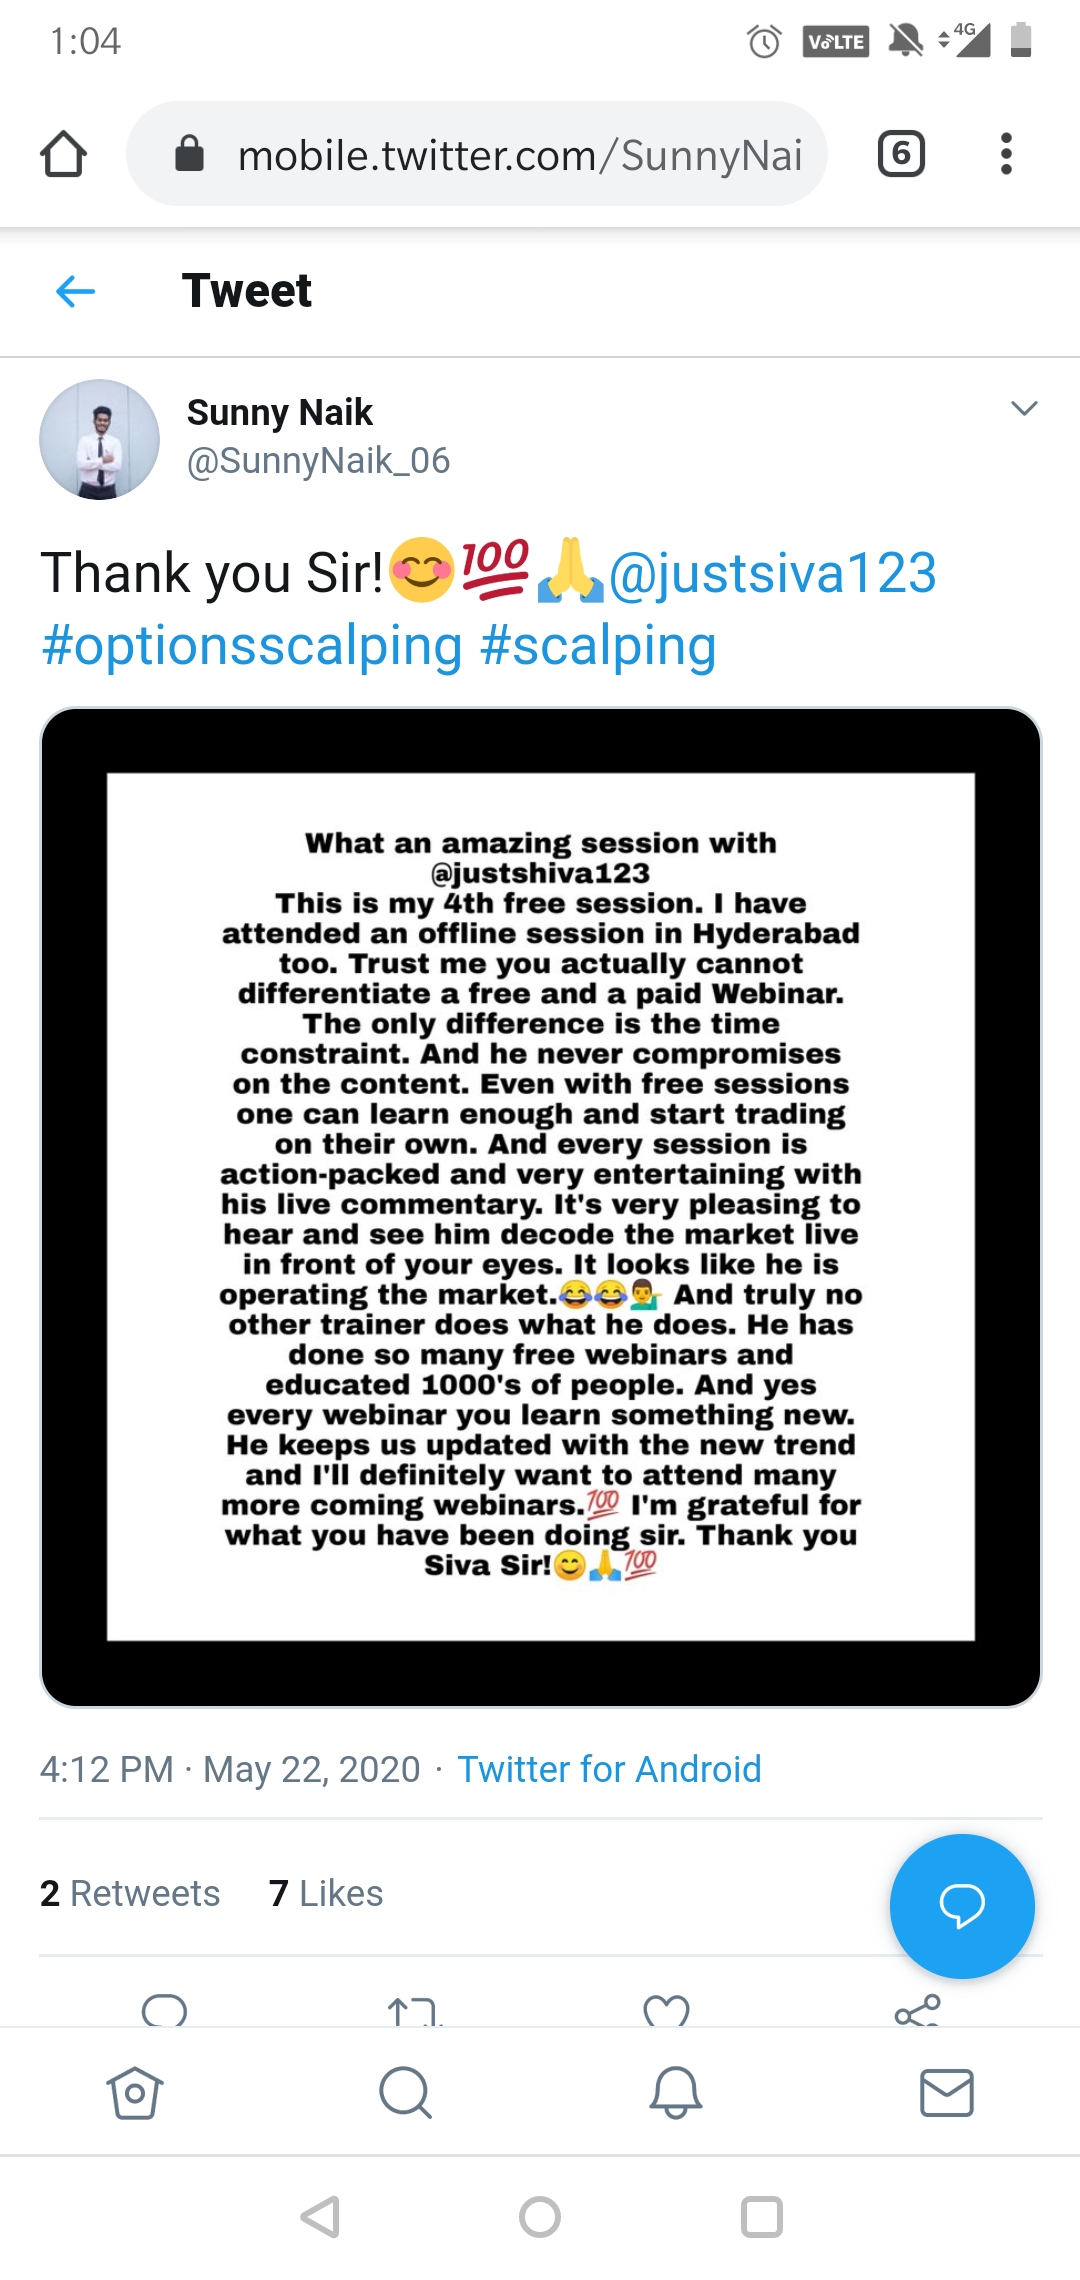 1:04
VoLTE
4G
mobile.twitter.com/SunnyNai
6
Tweet
Sunny Naik
@SunnyNaik_06
Thank you Sir!😊💯🙏@justsiva123
#optionsscalping #scalping
What an amazing session with
@justshiva123
This is my 4th free session. I have
attended an offline session in Hyderabad
too. Trust me you actually cannot
differentiate a free and a paid Webinar.
The only difference is the time
constraint. And he never compromises
on the content. Even with free sessions
one can learn enough and start trading
on their own. And every session is
action-packed and very entertaining with
his live commentary. It's very pleasing to
hear and see him decode the market live
in front of your eyes. It looks like he is
operating the market.😂😂💁‍♂️ And truly no
other trainer does what he does. He has
done so many free webinars and
educated 1000's of people. And yes
every webinar you learn something new.
He keeps us updated with the new trend
and I'll definitely want to attend many
more coming webinars.💯 I'm grateful for
what you have been doing sir. Thank you
Siva Sir!😊🙏💯
4:12 PM · May 22, 2020 · Twitter for Android
2 Retweets 7 Likes